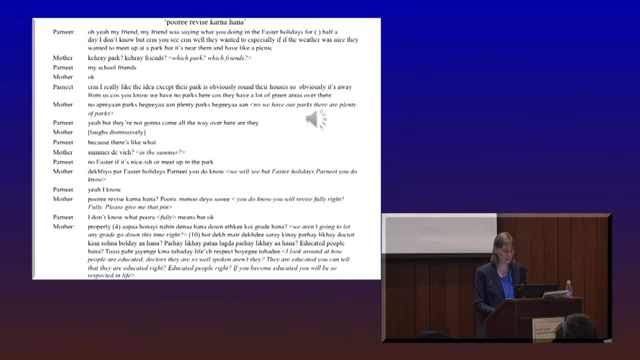 'pooree revise karna hana'
Parneet: oh yeah my friend, my friend was saying what you doing in the Easter holidays for (.) half a
day I don't know but erm you see erm well they wanted to especially if if the weather was nice they
wanted to meet up at a park but it's near them and have like a picnic
Mother kehray park? kehray friends? <which park? which friends?>
Parneet my school friends
Mother ok
Parneet erm I really like the idea except their park is obviously round their houses so obviously it's away
from us cos you know we have no parks here cos they have a lot of green areas over there
Mother no apniyaan parks hegeeyaa aan plenty parks hegeeyaa aan <no we have our parks there are plenty
of parks>
Parneet yeah but they're not gonna come all the way over here are they
Mother [laughs dismissively]
Parneet because there's like what
Mother summer de vich? <in the summer?>
Parneet no Easter if it's nice-ish or meet up in the park
Mother dekhhiyo par Easter holidays Parneet you do know <we will see but Easter holidays Parneet you do
know>
Parneet yeah I know
Mother pooree revise karna hana? Poora. menoo deyo soooe < you do know you will revise fully right?
Fully. Please give me that pin>
Parneet I don't know what poora <fully> means but ok
Mother: properly (4) aapaa honayi nahin denaa hana down ethkee koi grade hana? <we aren't going to let
any grade go down this time right?> (10) hor dekh mair dekhdee saray kinay parhay likhay doctor
kina sohna bolday aa hana? Parhay likhay pataa lagda parhay likhay aa hana? Educated people
hana? Tusee pahr jayenge kina tuhaday life'ch respect hoyegee tuhadee <I look around at how
people are educated, doctors they are so well spoken aren't they? They are educated you can tell
that they are educated right? Educated people right? If you become educated you will be so
respected in life>